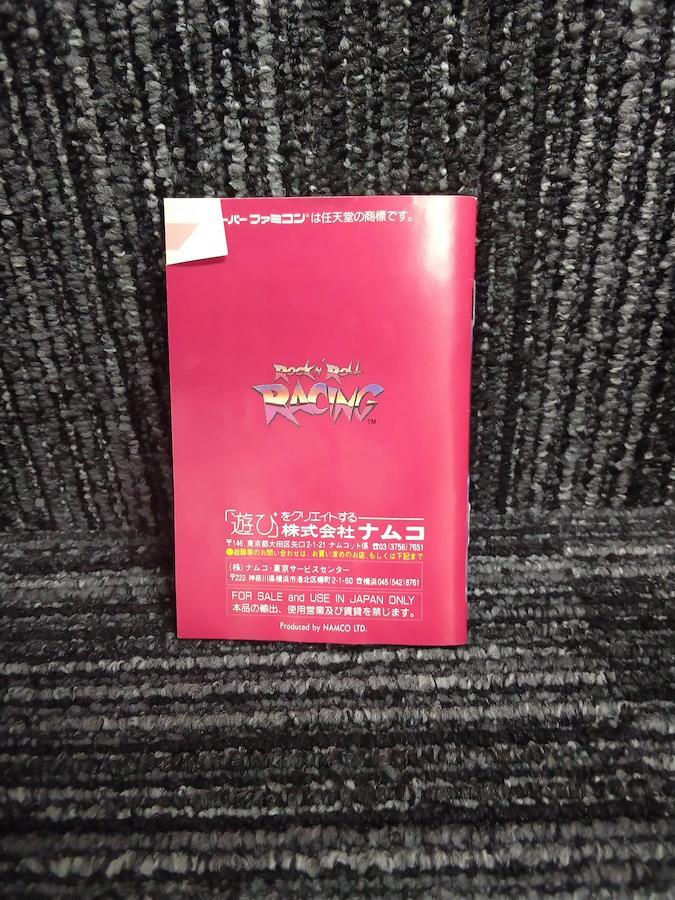 ーパー ファミコン®は任天堂の商標です。
ROCK N' ROLL
RACING™
「遊び」をクリエイトする
株式会社 ナムコ
〒146 東京都大田区矢口2-1-21 ナムコット係 ☎03(3756)7651
●故障等のお問い合わせは、お買い求めのお店、もしくは下記まで
(株)ナムコ・東京サービスセンター
〒223 神奈川県横浜市港北区樽町2-1-60 ☎横浜045(542)8761
FOR SALE and USE IN JAPAN ONLY
本品の輸出、使用営業及び賃貸を禁じます。
Produced by NAMCO LTD.